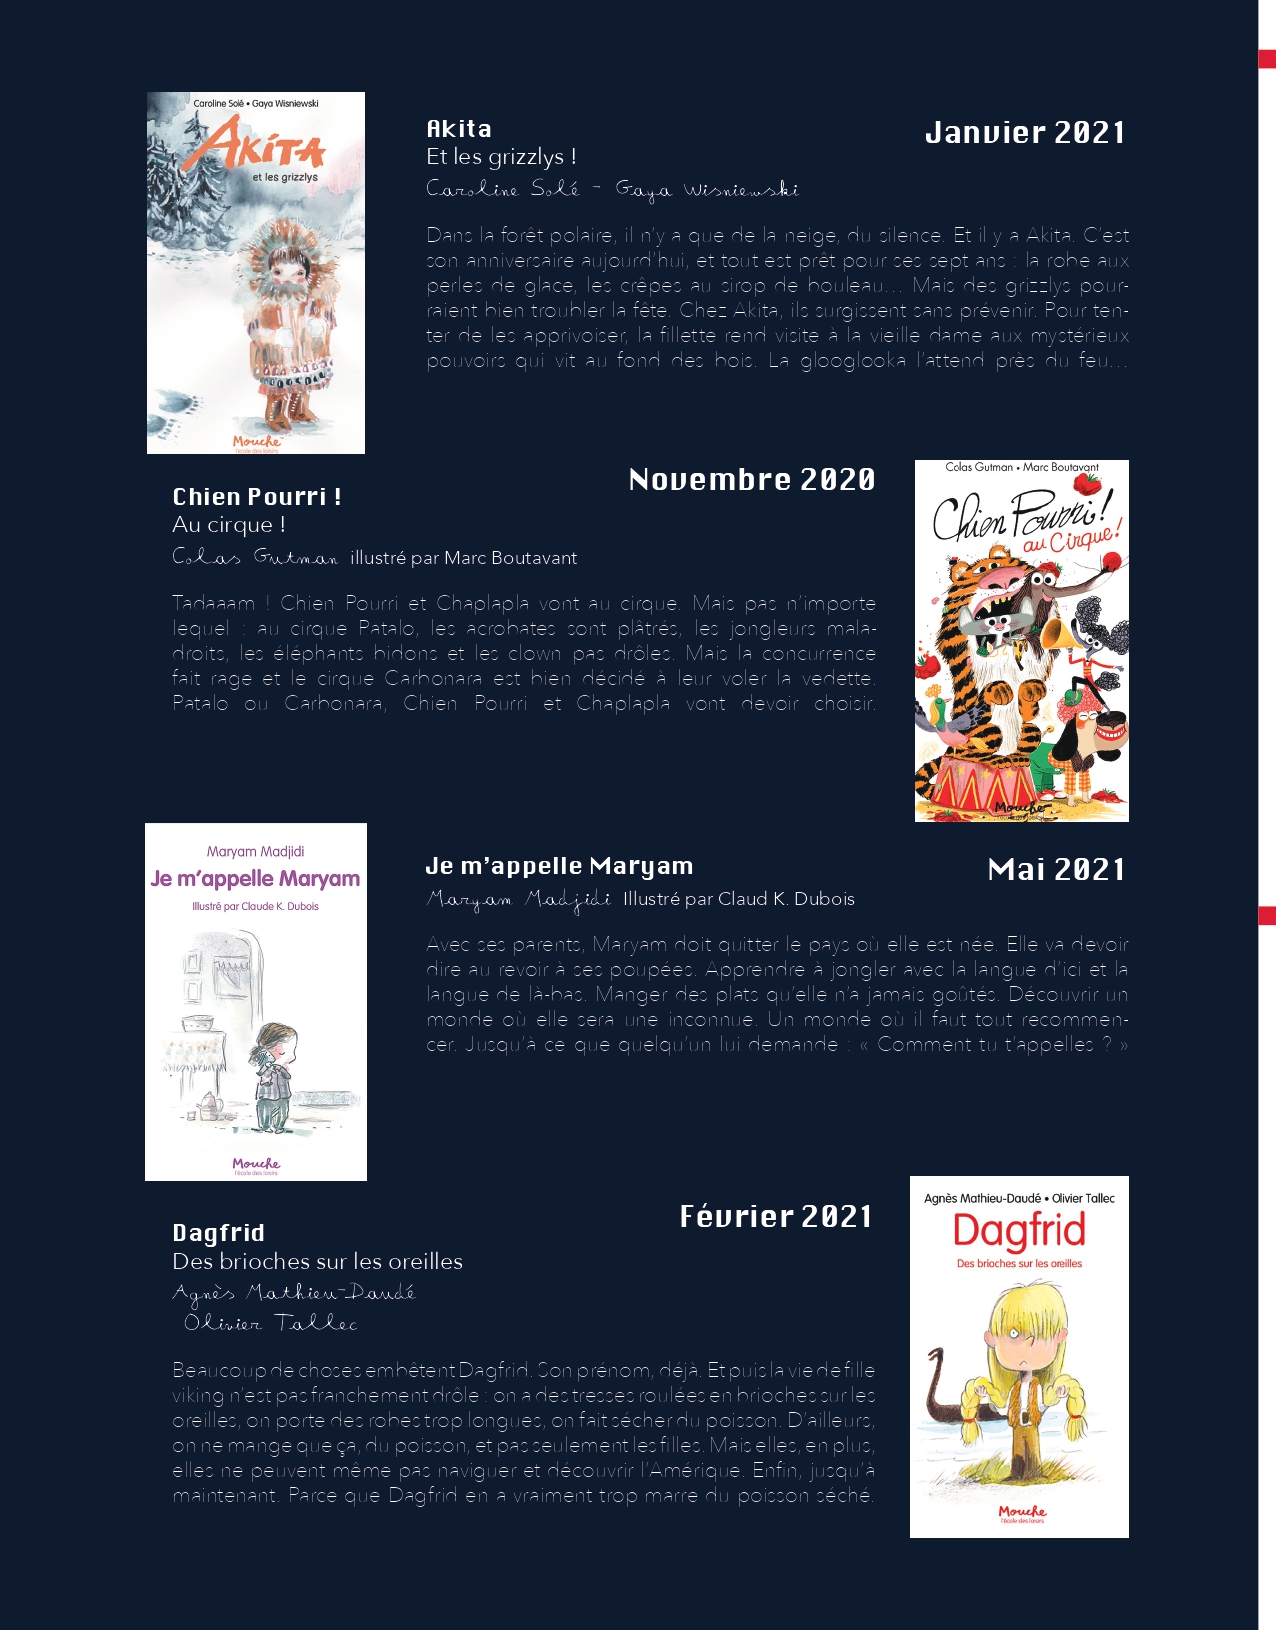 Caroline Solé • Gaya Wisniewski
AKITA
et les grizzlys
Mouche
l'école des loisirs
Akita
Janvier 2021
Et les grizzlys !
Caroline Solé - Gaya Wisniewski
Dans la forêt polaire, il n'y a que de la neige, du silence. Et il y a Akita. C'est
son anniversaire aujourd'hui, et tout est prêt pour ses sept ans : la robe aux
perles de glace, les crêpes au sirop de bouleau... Mais des grizzlys pour-
raient bien troubler la fête. Chez Akita, ils surgissent sans prévenir. Pour ten-
ter de les apprivoiser, la fillette rend visite à la vieille dame aux mystérieux
pouvoirs qui vit au fond des bois. La glooglooka l'attend près du feu...
Novembre 2020
Chien Pourri !
Au cirque !
Colas Gutman illustré par Marc Boutavant
Tadaaam ! Chien Pourri et Chaplapla vont au cirque. Mais pas n'importe
lequel : au cirque Patalo, les acrobates sont plâtrés, les jongleurs mala-
droits, les éléphants bidons et les clown pas drôles. Mais la concurrence
fait rage et le cirque Carbonara est bien décidé à leur voler la vedette.
Patalo ou Carbonara, Chien Pourri et Chaplapla vont devoir choisir.
Colas Gutman • Marc Boutavant
Chien Pourri !
au Cirque !
Mouche
l'école des loisirs
Maryam Madjidi
Je m'appelle Maryam
Illustré par Claude K. Dubois
Mouche
l'école des loisirs
Je m'appelle Maryam
Mai 2021
Maryam Madjidi Illustré par Claud K. Dubois
Avec ses parents, Maryam doit quitter le pays où elle est née. Elle va devoir
dire au revoir à ses poupées. Apprendre à jongler avec la langue d'ici et la
langue de là-bas. Manger des plats qu'elle n'a jamais goûtés. Découvrir un
monde où elle sera une inconnue. Un monde où il faut tout recommen-
cer. Jusqu'à ce que quelqu'un lui demande : « Comment tu t'appelles ? »
Février 2021
Dagfrid
Des brioches sur les oreilles
Agnès Mathieu-Daudé
Olivier Tallec
Beaucoup de choses embêtent Dagfrid. Son prénom, déjà. Et puis la vie de fille
viking n'est pas franchement drôle : on a des tresses roulées en brioches sur les
oreilles, on porte des robes trop longues, on fait sécher du poisson. D'ailleurs,
on ne mange que ça, du poisson, et pas seulement les filles. Mais elles, en plus,
elles ne peuvent même pas naviguer et découvrir l'Amérique. Enfin, jusqu'à
maintenant. Parce que Dagfrid en a vraiment trop marre du poisson séché.
Agnès Mathieu-Daudé • Olivier Tallec
Dagfrid
Des brioches sur les oreilles
Mouche
l'école des loisirs